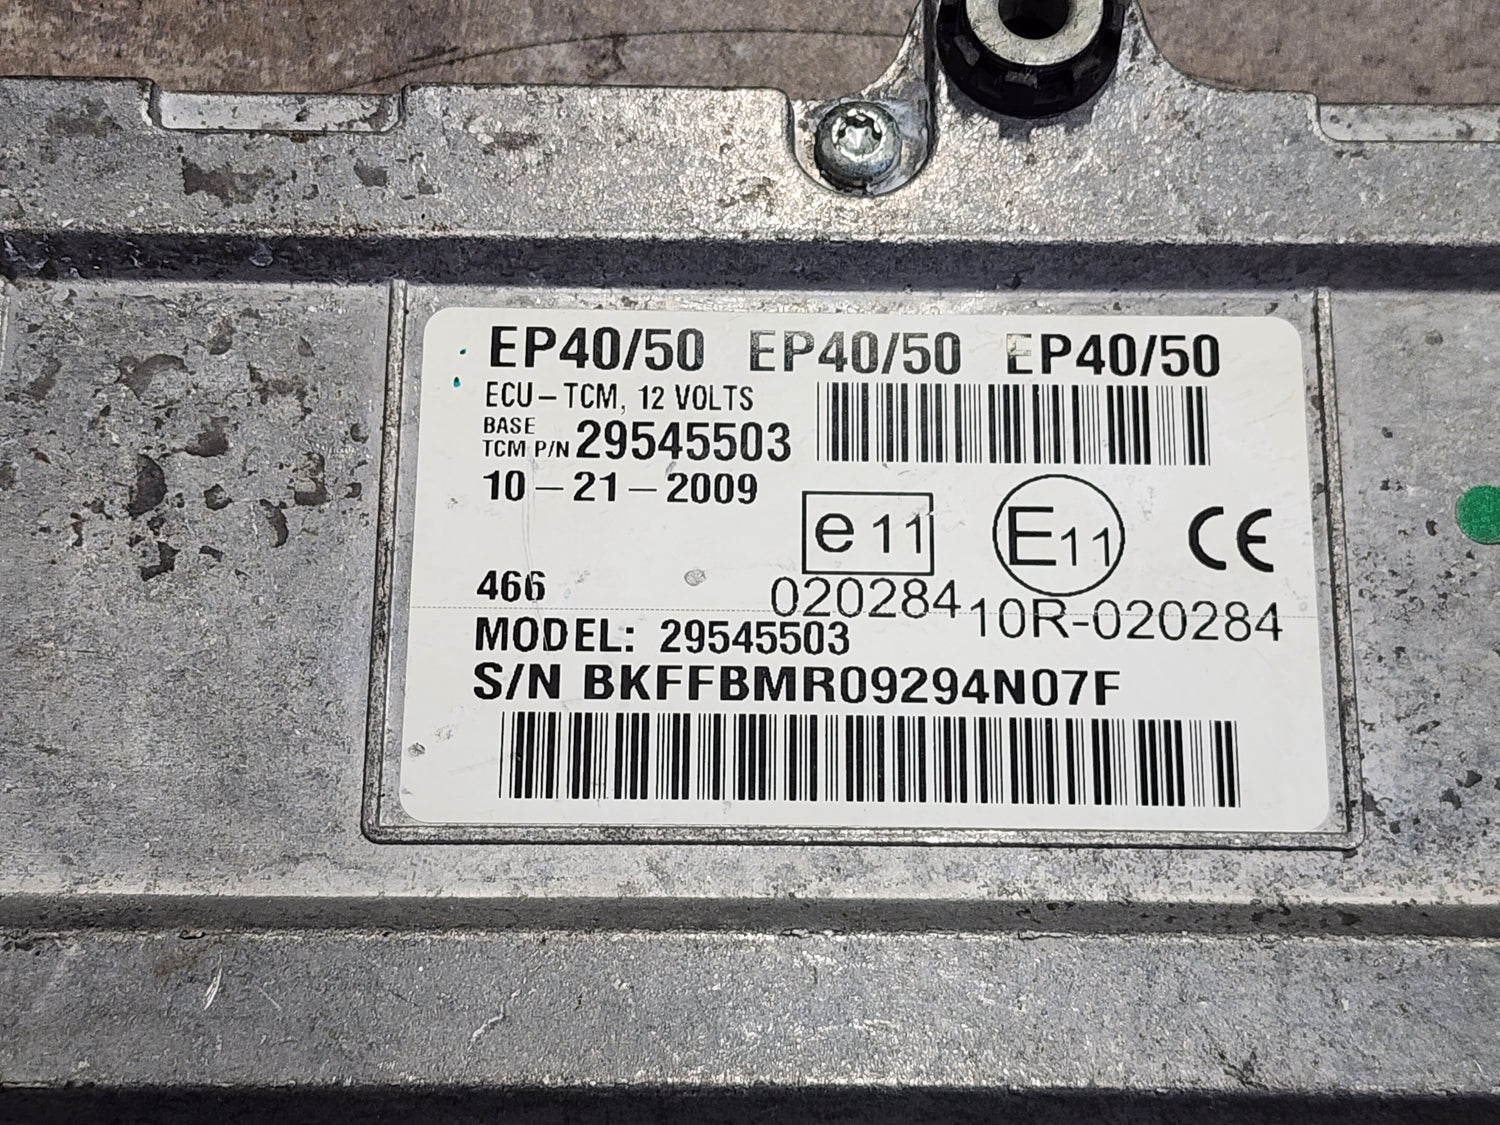 EP40/50 EP40/50 EP40/50
ECU-TCM, 12 VOLTS
BASE
TCM P/N 29545503
10-21-2009
e11
E11
CE
466
020284
10R-020284
MODEL: 29545503
S/N BKFFBMR09294N07F